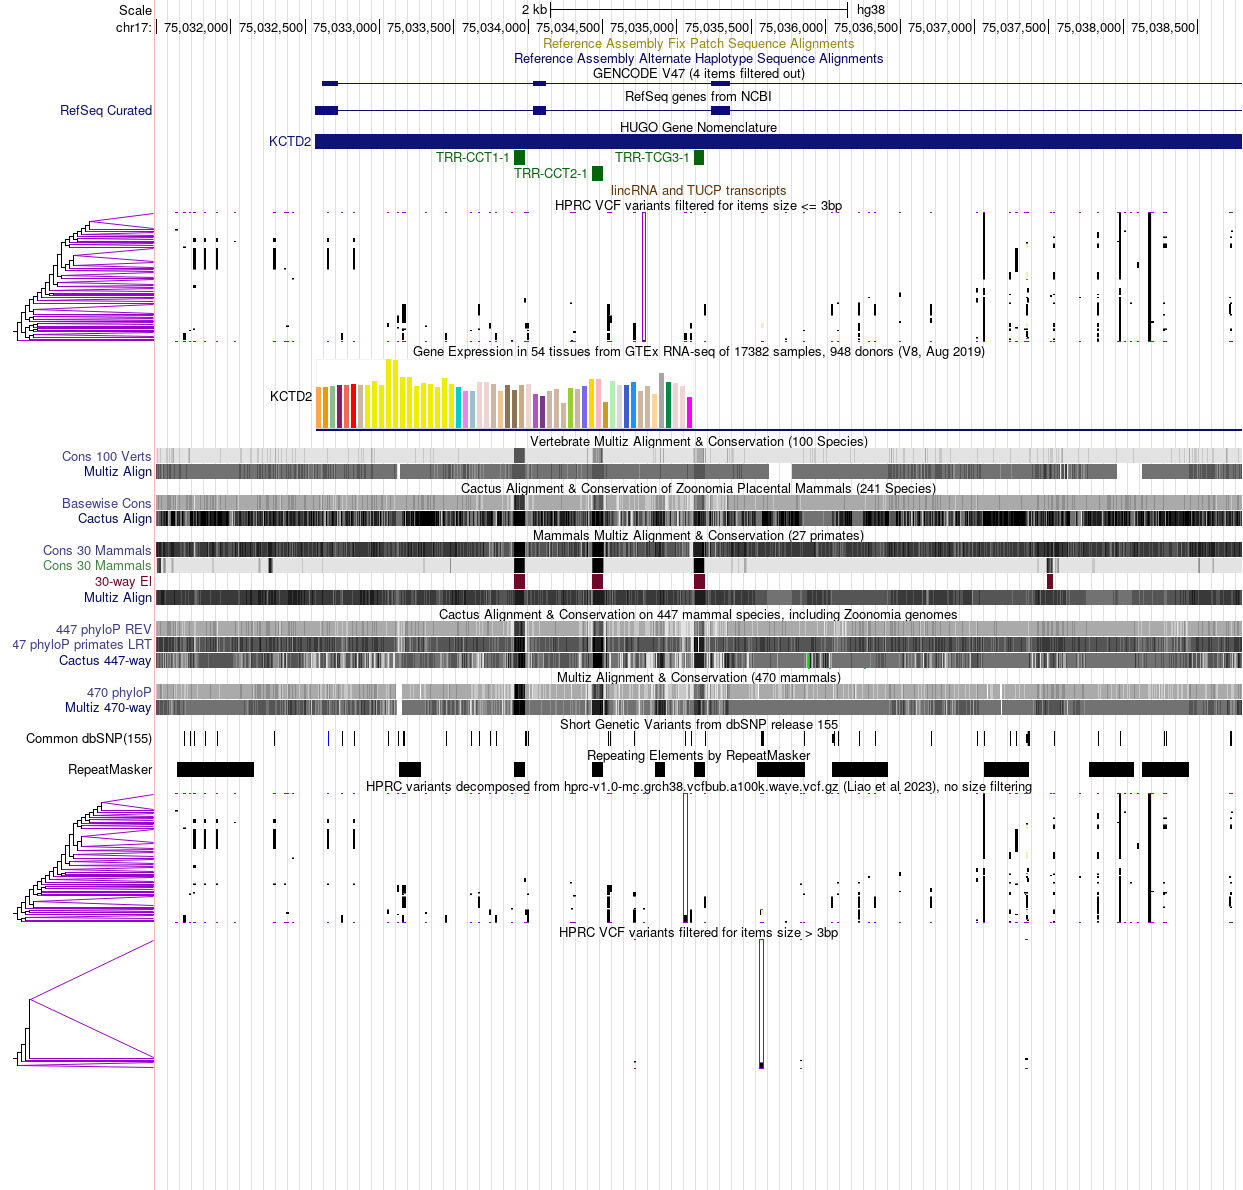 Scale 2 kb hg38
chr17: 75,032,000 75,032,500 75,033,000 75,033,500 75,034,000 75,034,500 75,035,000 75,035,500 75,036,000 75,036,500 75,037,000 75,037,500 75,038,000 75,038,500
Reference Assembly Fix Patch Sequence Alignments
Reference Assembly Alternate Haplotype Sequence Alignments
GENCODE V47 (4 items filtered out)
RefSeq genes from NCBI
RefSeq Curated
HUGO Gene Nomenclature
KCTD2
TRR-CCT1-1 TRR-TCG3-1
TRR-CCT2-1
lincRNA and TUCP transcripts
HPRC VCF variants filtered for items size <= 3bp
Gene Expression in 54 tissues from GTEx RNA-seq of 17382 samples, 948 donors (V8, Aug 2019)
KCTD2
Vertebrate Multiz Alignment & Conservation (100 Species)
Cons 100 Verts
Multiz Align
Cactus Alignment & Conservation of Zoonomia Placental Mammals (241 Species)
Basewise Cons
Cactus Align
Mammals Multiz Alignment & Conservation (27 primates)
Cons 30 Mammals
Cons 30 Mammals
30-way El
Multiz Align
Cactus Alignment & Conservation on 447 mammal species, including Zoonomia genomes
447 phyloP REV
47 phyloP primates LRT
Cactus 447-way
Multiz Alignment & Conservation (470 mammals)
470 phyloP
Multiz 470-way
Short Genetic Variants from dbSNP release 155
Common dbSNP(155)
Repeating Elements by RepeatMasker
RepeatMasker
HPRC variants decomposed from hprc-v1.0-mc.grch38.vcfbub.a100k.wave.vcf.gz (Liao et al 2023), no size filtering
HPRC VCF variants filtered for items size > 3bp